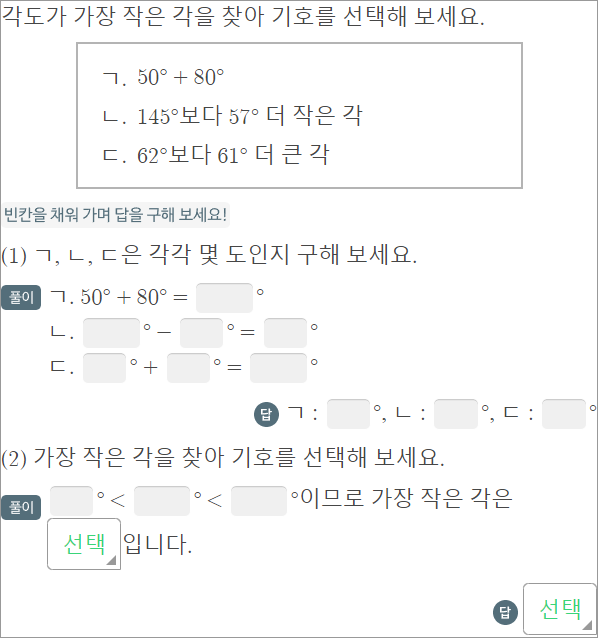 각도가 가장 작은 각을 찾아 기호를 선택해 보세요.
ㄱ. 50° + 80°
ㄴ. 145°보다 57° 더 작은 각
ㄷ. 62°보다 61° 더 큰 각
빈칸을 채워 가며 답을 구해 보세요!
(1) ㄱ, ㄴ, ㄷ은 각각 몇 도인지 구해 보세요.
풀이 ㄱ. 50° + 80° = °
ㄴ. ° − ° = °
ㄷ. ° + ° = °
답 ㄱ : °, ㄴ : °, ㄷ : °
(2) 가장 작은 각을 찾아 기호를 선택해 보세요.
풀이 ° < ° < °이므로 가장 작은 각은
선택 입니다.
답 선택